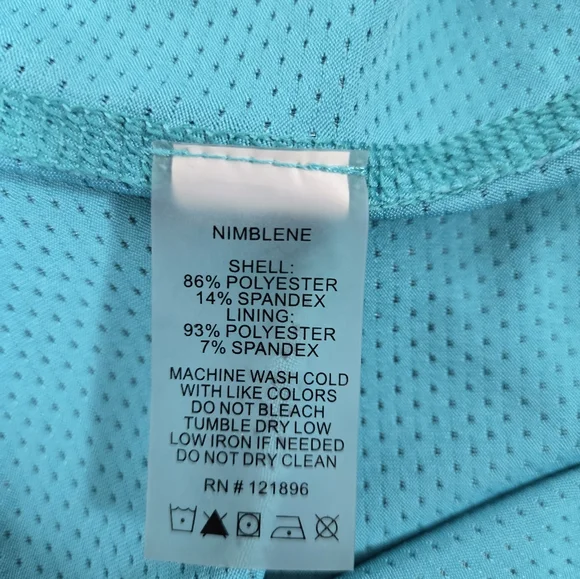 NIMBLENE
SHELL:
86% POLYESTER
14% SPANDEX
LINING:
93% POLYESTER
7% SPANDEX
MACHINE WASH COLD
WITH LIKE COLORS
DO NOT BLEACH
TUMBLE DRY LOW
LOW IRON IF NEEDED
DO NOT DRY CLEAN
RN # 121896